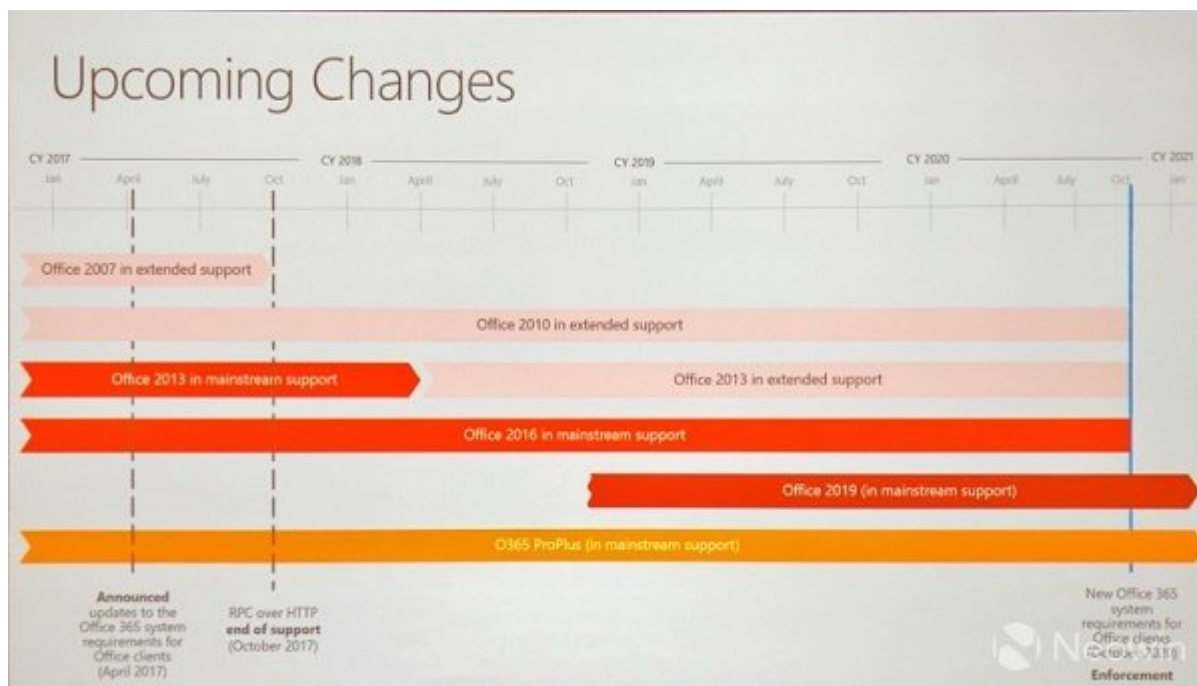 Upcoming Changes
CY 2017
CY 2018
CY 2019
CY 2020
CY 2021
Jan
April
July
Oct
Jan
April
July
Oct
Jan
April
July
Oct
Jan
April
July
Oct
Jan
Office 2007 in extended support
Office 2010 in extended support
Office 2013 in mainstream support
Office 2013 in extended support
Office 2016 in mainstream support
Office 2019 (in mainstream support)
O365 ProPlus (in mainstream support)
Announced
updates to the
Office 365 system
requirements for
Office clients
(April 2017)
RPC over HTTP
end of support
(October 2017)
New Office 365
system
requirements for
Office clients
Enforcement